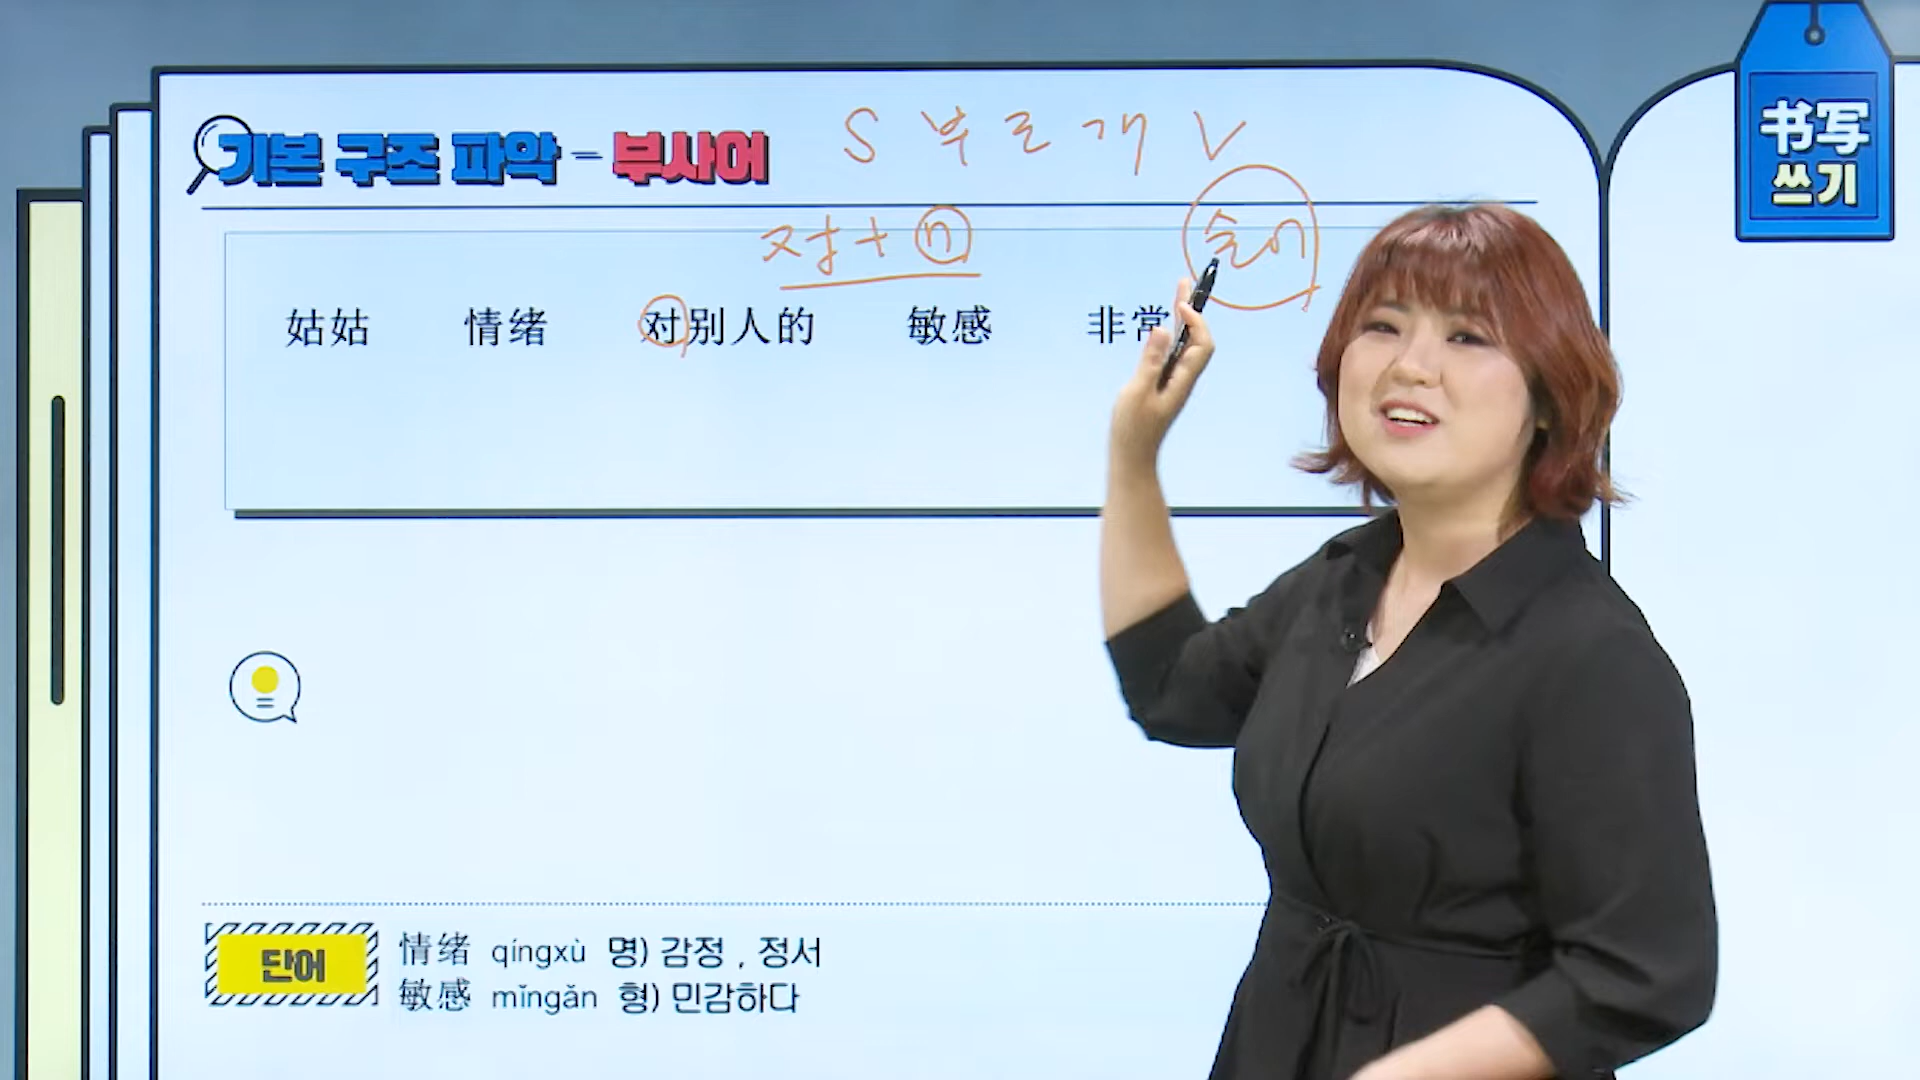 기본 구조 파악 – 부사어 S 부 조 개 V
书写
쓰기
对 + n 술어
姑姑 情绪 对别人的 敏感 非常
단어
情绪 qíngxù 명) 감정 , 정서
敏感 mǐngǎn 형) 민감하다